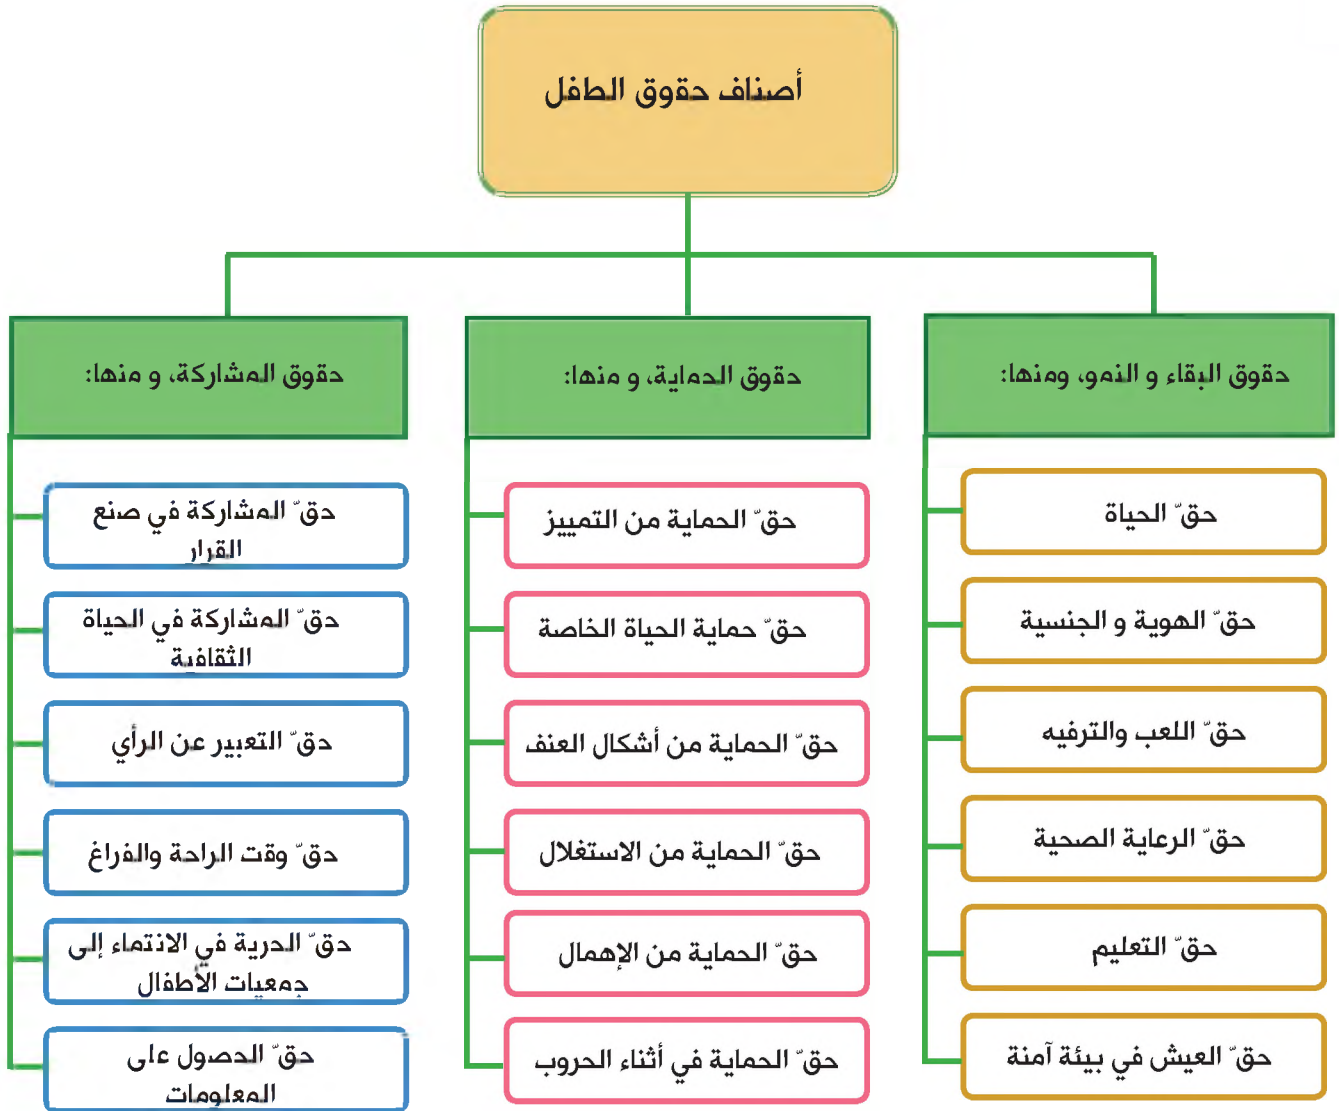 أصناف حقوق الطفل
حقوق البقاء و النمو، ومنها:
حقّ الحياة
حقّ الهوية و الجنسية
حقّ اللعب والترفيه
حقّ الرعاية الصحية
حقّ التعليم
حقّ العيش في بيئة آمنة
حقوق الحماية، و منها:
حقّ الحماية من التمييز
حقّ حماية الحياة الخاصة
حقّ الحماية من أشكال العنف
حقّ الحماية من الاستغلال
حقّ الحماية من الإهمال
حقّ الحماية في أثناء الحروب
حقوق المشاركة، و منها:
حقّ المشاركة في صنع
القرار
حقّ المشاركة في الحياة
الثقافية
حقّ التعبير عن الرأي
حقّ وقت الراحة والفراغ
حقّ الحرية في الانتماء إلى
جمعيات الأطفال
حقّ الحصول على
المعلومات